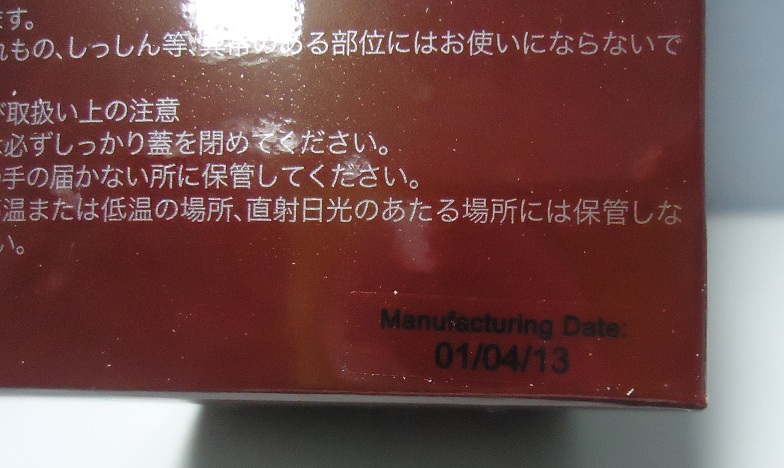 ます。
れもの、しっしん等、異常のある部位にはお使いにならないで
び取扱い上の注意
は必ずしっかり蓋を閉めてください。
の手の届かない所に保管してください。
温または低温の場所、直射日光のあたる場所には保管しな
い。
Manufacturing Date:
01/04/13